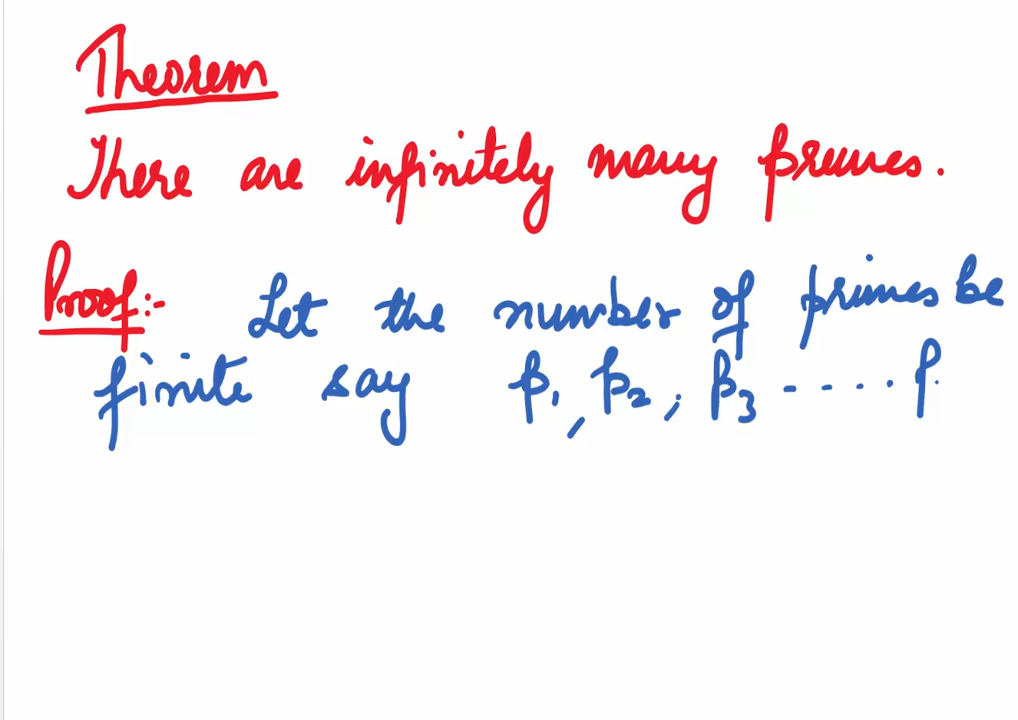 Theorem
There are infinitely many primes.
Proof:- Let the number of primes be
finite say p1, p2, p3 ----. p